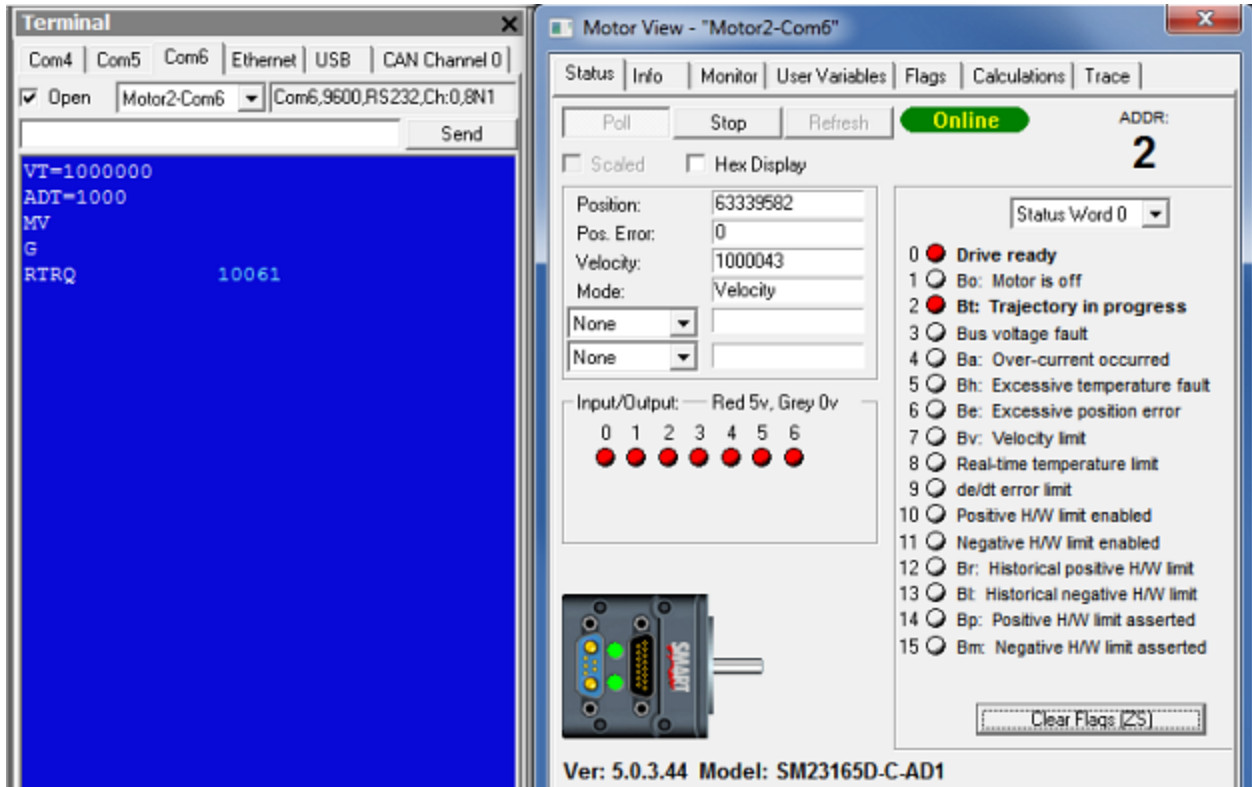 Terminal
Com4 Com5 Com6 Ethernet USB CAN Channel 0
Open Motor2-Com6 Com6,9600,RS232,Ch:0,8N1
Send
VT=1000000
ADT=1000
MV
G
RTRQ 10061
Motor View - "Motor2-Com6"
Status Info Monitor User Variables Flags Calculations Trace
Poll Stop Refresh Online ADDR:
2
Scaled Hex Display
Position: 63339582
Pos. Error: 0
Velocity: 1000043
Mode: Velocity
None
None
Input/Output: Red 5v, Grey 0v
0 1 2 3 4 5 6
Status Word 0
0 Drive ready
1 Bo: Motor is off
2 Bt: Trajectory in progress
3 Bus voltage fault
4 Ba: Over-current occurred
5 Bh: Excessive temperature fault
6 Be: Excessive position error
7 Bv: Velocity limit
8 Real-time temperature limit
9 de/dt error limit
10 Positive H/W limit enabled
11 Negative H/W limit enabled
12 Br: Historical positive H/W limit
13 Bl: Historical negative H/W limit
14 Bp: Positive H/W limit asserted
15 Bm: Negative H/W limit asserted
Clear Flags (ZS)
SMART
Ver: 5.0.3.44 Model: SM23165D-C-AD1